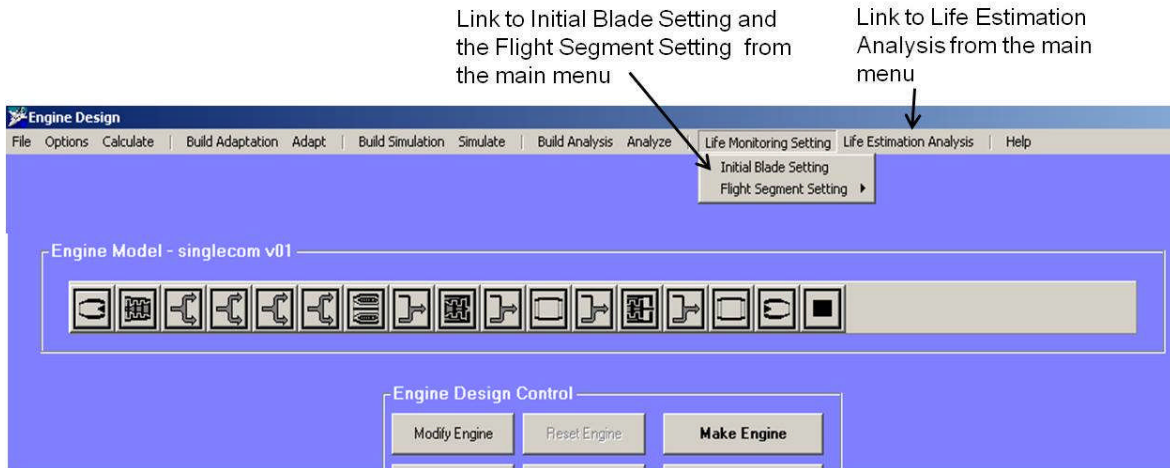 Link to Initial Blade Setting and
the Flight Segment Setting from
the main menu
Link to Life Estimation
Analysis from the main
menu
Engine Design
File Options Calculate | Build Adaptation Adapt | Build Simulation Simulate | Build Analysis Analyze | Life Monitoring Setting Life Estimation Analysis | Help
Initial Blade Setting
Flight Segment Setting
Engine Model - singlecom v01
Engine Design Control
Modify Engine Reset Engine Make Engine